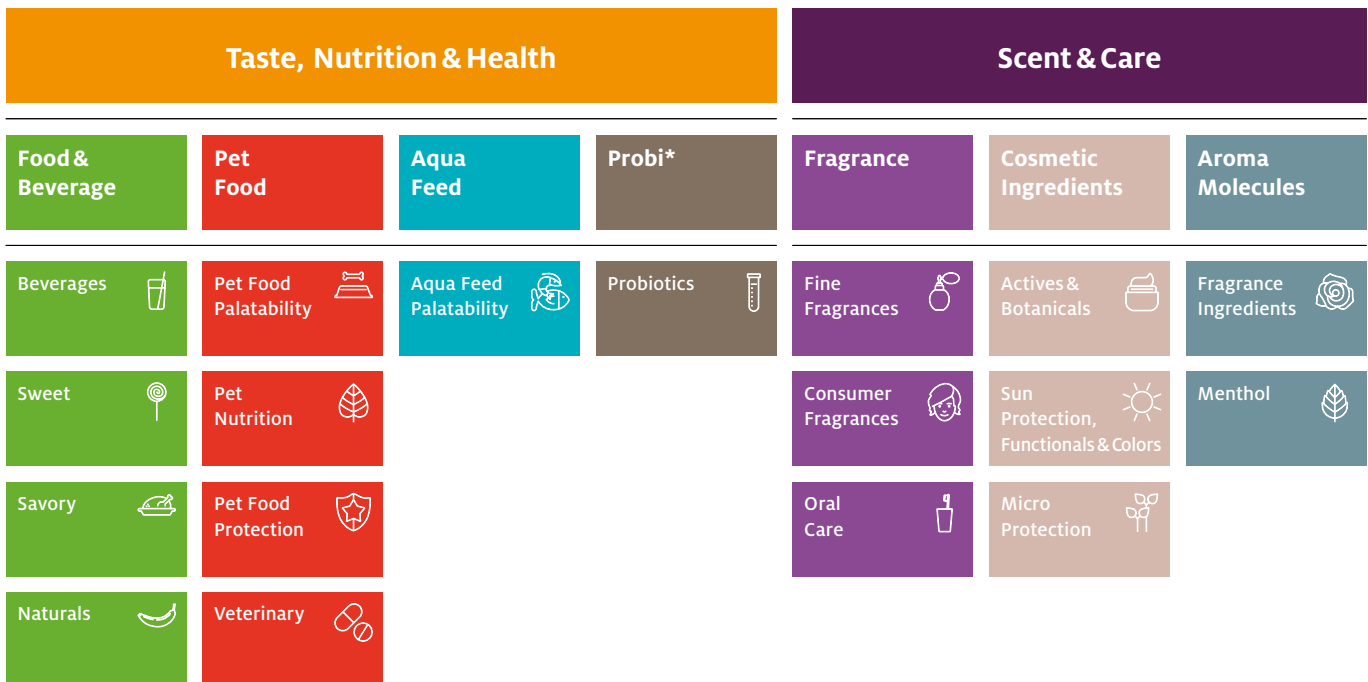 Taste, Nutrition & Health
Scent & Care
Food &
Beverage
Pet
Food
Aqua
Feed
Probi*
Fragrance
Cosmetic
Ingredients
Aroma
Molecules
Beverages
Pet Food
Palatability
Aqua Feed
Palatability
Probiotics
Fine
Fragrances
Actives &
Botanicals
Fragrance
Ingredients
Sweet
Pet
Nutrition
Consumer
Fragrances
Sun
Protection,
Functionals & Colors
Menthol
Savory
Pet Food
Protection
Oral
Care
Micro
Protection
Naturals
Veterinary